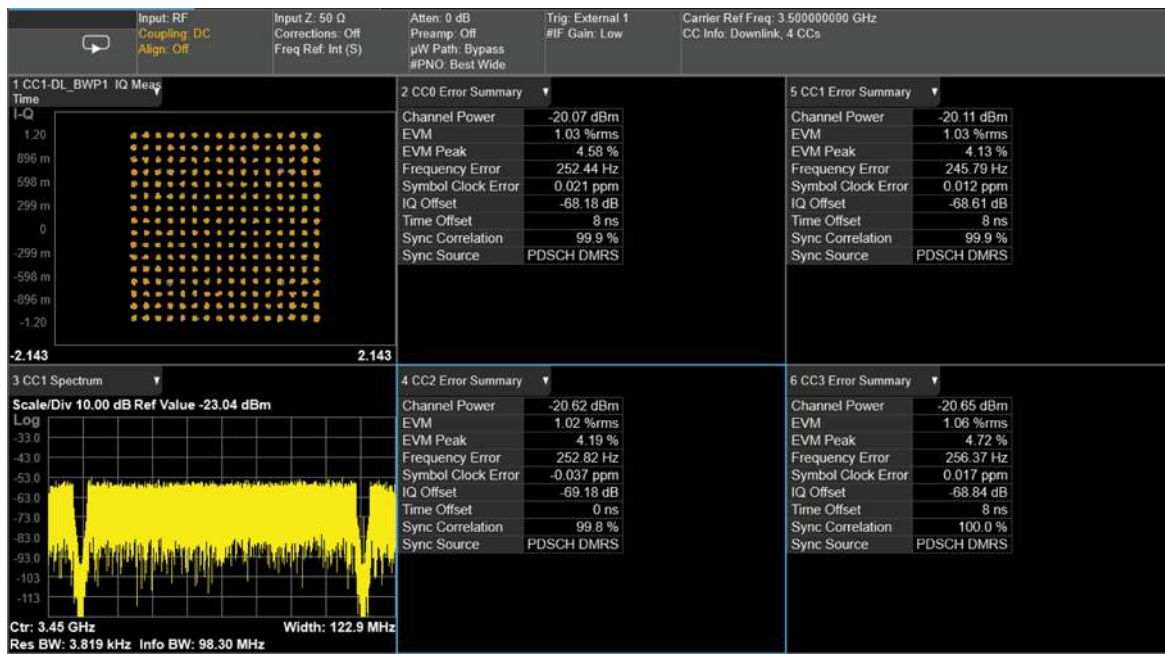 Input: RF
Coupling: DC
Align: Off
Input Z: 50 Ω
Corrections: Off
Freq Ref: Int (S)
Atten: 0 dB
Preamp: Off
µW Path: Bypass
#PNO: Best Wide
Trig: External 1
#IF Gain: Low
Carrier Ref Freq: 3.500000000 GHz
CC Info: Downlink, 4 CCs
1 CC1-DL_BWP1 IQ Meas
Time
I-Q
1.20
896 m
598 m
299 m
0
-299 m
-598 m
-896 m
-1.20
-2.143
2.143
2 CC0 Error Summary
Channel Power -20.07 dBm
EVM 1.03 %rms
EVM Peak 4.58 %
Frequency Error 252.44 Hz
Symbol Clock Error 0.021 ppm
IQ Offset -68.18 dB
Time Offset 8 ns
Sync Correlation 99.9 %
Sync Source PDSCH DMRS
5 CC1 Error Summary
Channel Power -20.11 dBm
EVM 1.03 %rms
EVM Peak 4.13 %
Frequency Error 245.79 Hz
Symbol Clock Error 0.012 ppm
IQ Offset -68.61 dB
Time Offset 8 ns
Sync Correlation 99.9 %
Sync Source PDSCH DMRS
3 CC1 Spectrum
Scale/Div 10.00 dB Ref Value -23.04 dBm
Log
-33.0
-43.0
-53.0
-63.0
-73.0
-83.0
-93.0
-103
-113
Ctr: 3.45 GHz
Width: 122.9 MHz
Res BW: 3.819 kHz Info BW: 98.30 MHz
4 CC2 Error Summary
Channel Power -20.62 dBm
EVM 1.02 %rms
EVM Peak 4.19 %
Frequency Error 252.82 Hz
Symbol Clock Error -0.037 ppm
IQ Offset -69.18 dB
Time Offset 0 ns
Sync Correlation 99.8 %
Sync Source PDSCH DMRS
6 CC3 Error Summary
Channel Power -20.65 dBm
EVM 1.06 %rms
EVM Peak 4.72 %
Frequency Error 256.37 Hz
Symbol Clock Error 0.017 ppm
IQ Offset -68.84 dB
Time Offset 8 ns
Sync Correlation 100.0 %
Sync Source PDSCH DMRS